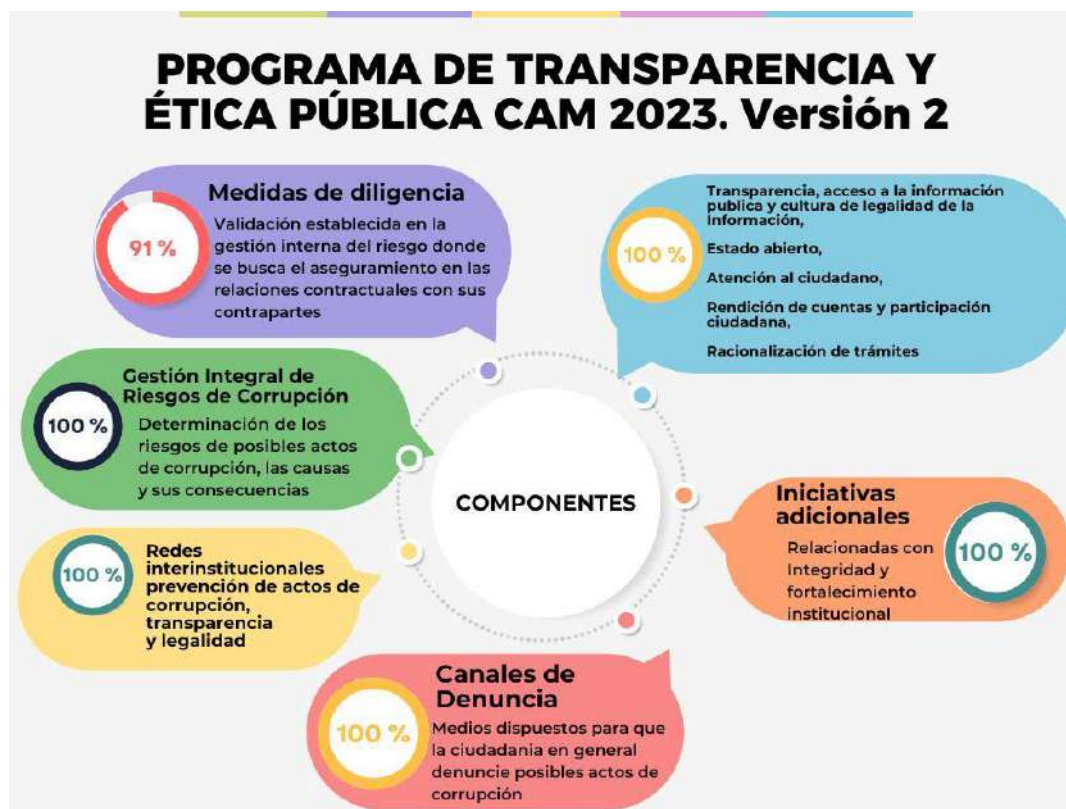 PROGRAMA DE TRANSPARENCIA Y
ÉTICA PÚBLICA CAM 2023. Versión 2
Medidas de diligencia
91 %
Validación establecida en la
gestión interna del riesgo donde
se busca el aseguramiento en las
relaciones contractuales con sus
contrapartes
Transparencia, acceso a la información
publica y cultura de legalidad de la
Información,
100 %
Estado abierto,
Atención al ciudadano,
Rendición de cuentas y participación
ciudadana,
Racionalización de trámites
Gestión Integral de
Riesgos de Corrupción
100 %
Determinación de los
riesgos de posibles actos
de corrupción, las causas
y sus consecuencias
COMPONENTES
Iniciativas
adicionales
Relacionadas con
Integridad y
fortalecimiento
institucional
100 %
Redes
interinstitucionales
prevención de actos de
corrupción,
transparencia
y legalidad
100 %
Canales de
Denuncia
100 %
Medios dispuestos para que
la ciudadania en general
denuncie posibles actos de
corrupción